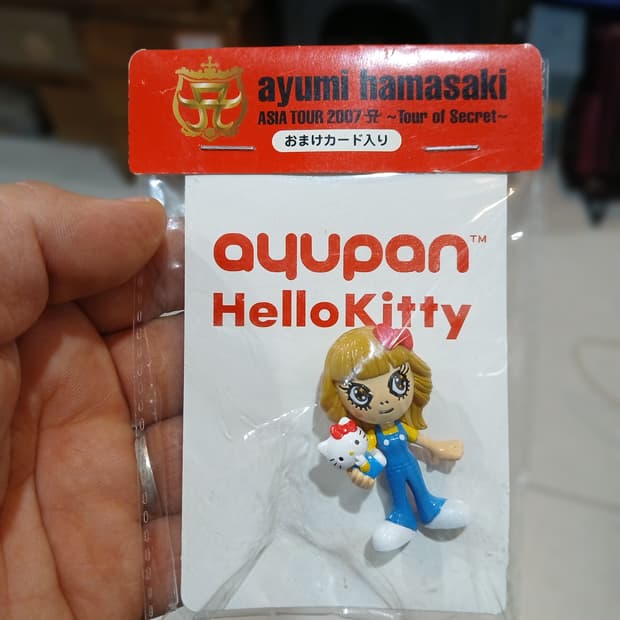 ayumi hamasaki
ASIA TOUR 2007 A ~Tour of Secret~
おまけカード入り
ayupan™
HelloKitty